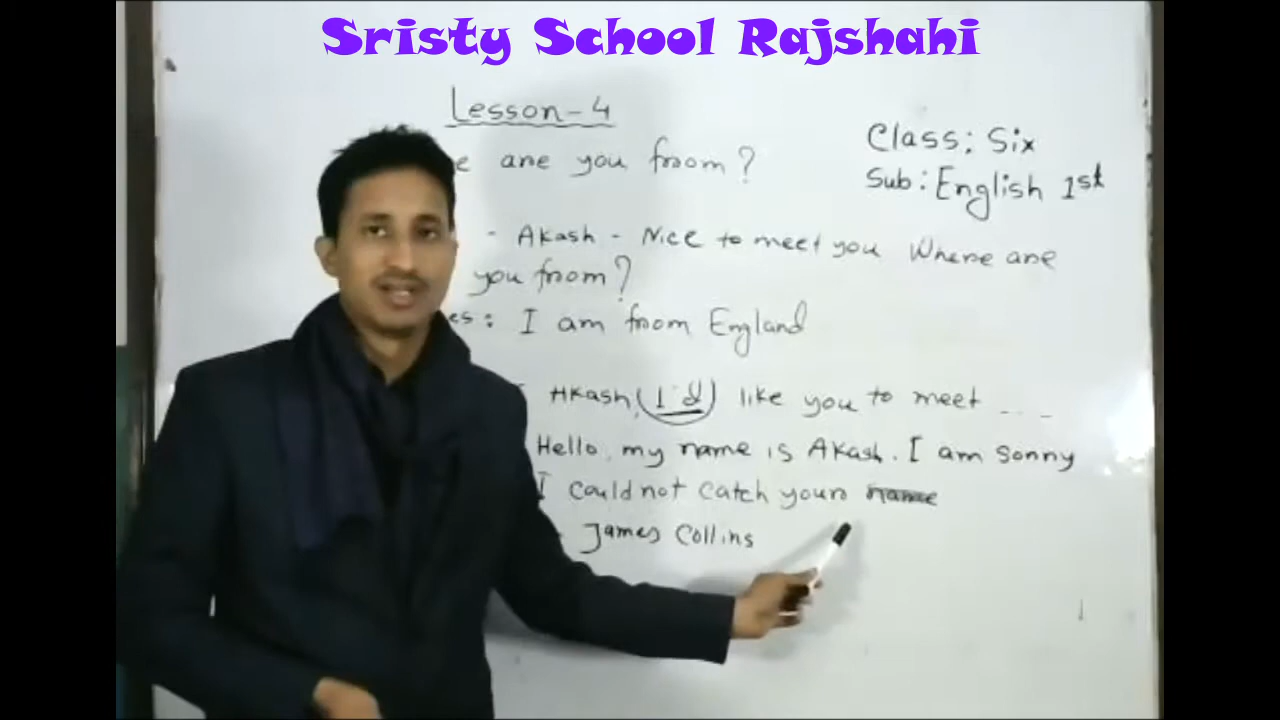 Sristy School Rajshahi
Lesson-4
e are you from?
Class: Six
Sub: English 1st
- Akash - Nice to meet you Where are
you from?
es: I am from England
Akash, I'd like you to meet ....
Hello, my name is Akash. I am sorry
I could not catch your name
James Collins